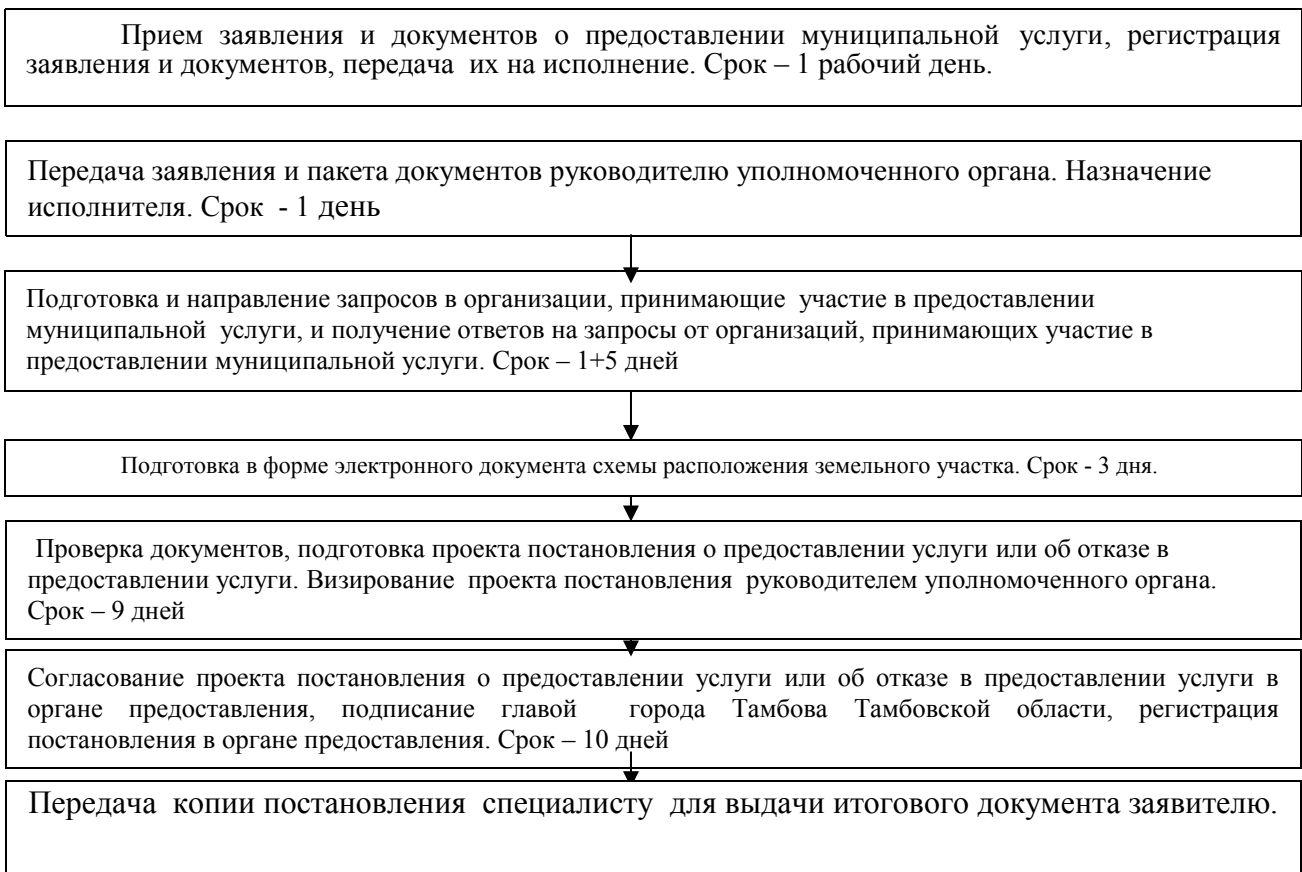 Прием заявления и документов о предоставлении муниципальной услуги, регистрация
заявления и документов, передача их на исполнение. Срок – 1 рабочий день.
Передача заявления и пакета документов руководителю уполномоченного органа. Назначение
исполнителя. Срок - 1 день
Подготовка и направление запросов в организации, принимающие участие в предоставлении
муниципальной услуги, и получение ответов на запросы от организаций, принимающих участие в
предоставлении муниципальной услуги. Срок – 1+5 дней
Подготовка в форме электронного документа схемы расположения земельного участка. Срок - 3 дня.
Проверка документов, подготовка проекта постановления о предоставлении услуги или об отказе в
предоставлении услуги. Визирование проекта постановления руководителем уполномоченного органа.
Срок – 9 дней
Согласование проекта постановления о предоставлении услуги или об отказе в предоставлении услуги в
органе предоставления, подписание главой города Тамбова Тамбовской области, регистрация
постановления в органе предоставления. Срок – 10 дней
Передача копии постановления специалисту для выдачи итогового документа заявителю.